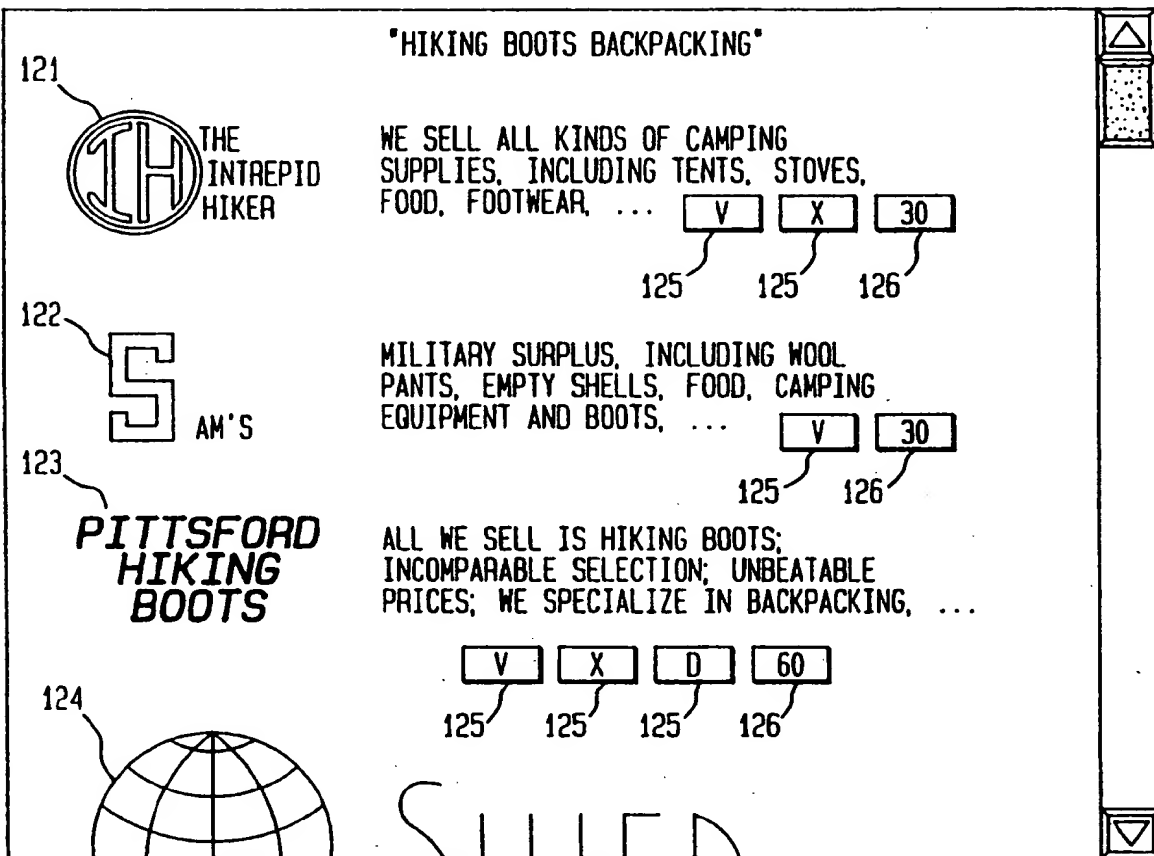 "HIKING BOOTS BACKPACKING"
121
IH
THE
INTREPID
HIKER
WE SELL ALL KINDS OF CAMPING
SUPPLIES, INCLUDING TENTS, STOVES,
FOOD, FOOTWEAR, ...
V X 30
125 125 126
122
S
AM'S
MILITARY SURPLUS, INCLUDING WOOL
PANTS, EMPTY SHELLS, FOOD, CAMPING
EQUIPMENT AND BOOTS, ...
V 30
125 126
123
PITTSFORD
HIKING
BOOTS
ALL WE SELL IS HIKING BOOTS;
INCOMPARABLE SELECTION; UNBEATABLE
PRICES; WE SPECIALIZE IN BACKPACKING, ...
V X D 60
125 125 125 126
124